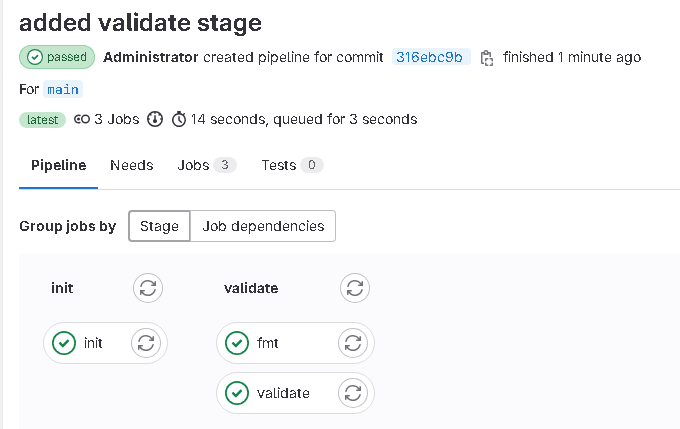 added validate stage
passed Administrator created pipeline for commit 316ebc9b finished 1 minute ago
For main
latest 3 Jobs 14 seconds, queued for 3 seconds
Pipeline Needs Jobs 3 Tests 0
Group jobs by Stage Job dependencies
init validate
init fmt
validate